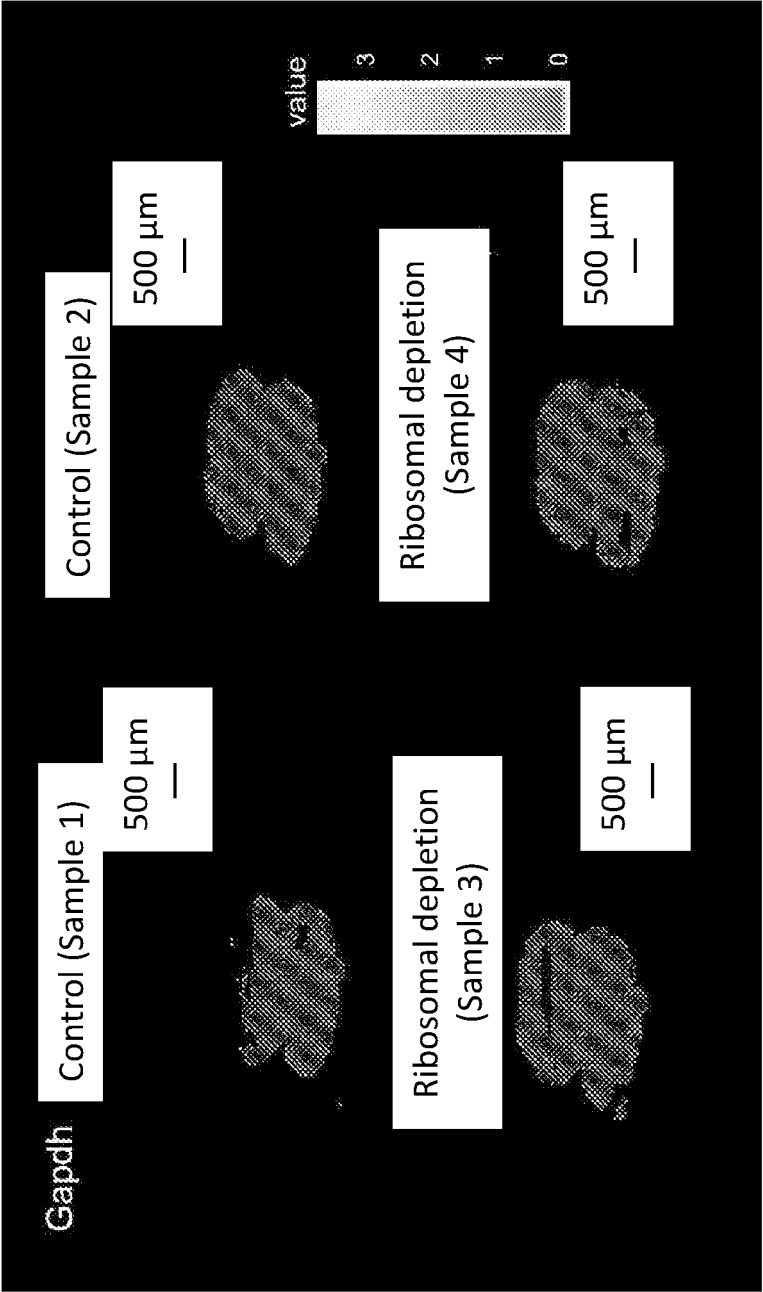 Gapdh
Control (Sample 1)
500 µm
Control (Sample 2)
500 µm
value
3
2
1
0
Ribosomal depletion
(Sample 3)
500 µm
Ribosomal depletion
(Sample 4)
500 µm